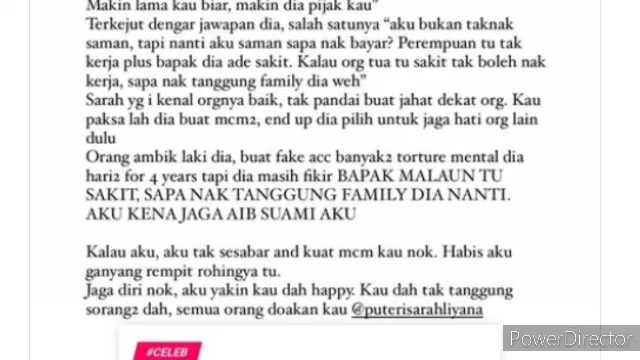 Makin lama kau biar, makin dia pijak kau"
Terkejut dengar jawapan dia, salah satunya "aku bukan taknak
saman, tapi nanti aku saman sapa nak bayar? Perempuan tu tak
kerja plus bapak dia ade sakit. Kalau org tua tu sakit tak boleh nak
kerja, sapa nak tanggung family dia weh"
Sarah yg i kenal orgnya baik, tak pandai buat jahat dekat org. Kau
paksa lah dia buat mcm2, end up dia pilih untuk jaga hati org lain
dulu
Orang ambik laki dia, buat fake acc banyak2 torture mental dia
hari2 for 4 years tapi dia masih fikir BAPAK MALAUN TU
SAKIT, SAPA NAK TANGGUNG FAMILY DIA NANTI.
AKU KENA JAGA AIB SUAMI AKU
Kalau aku, aku tak sesabar and kuat mcm kau nok. Habis aku
ganyang rempit rohingya tu.
Jaga diri nok, aku yakin kau dah happy. Kau dah tak tanggung
sorang2 dah, semua orang doakan kau @puterisarahliyana
#CELEB
PowerDirector